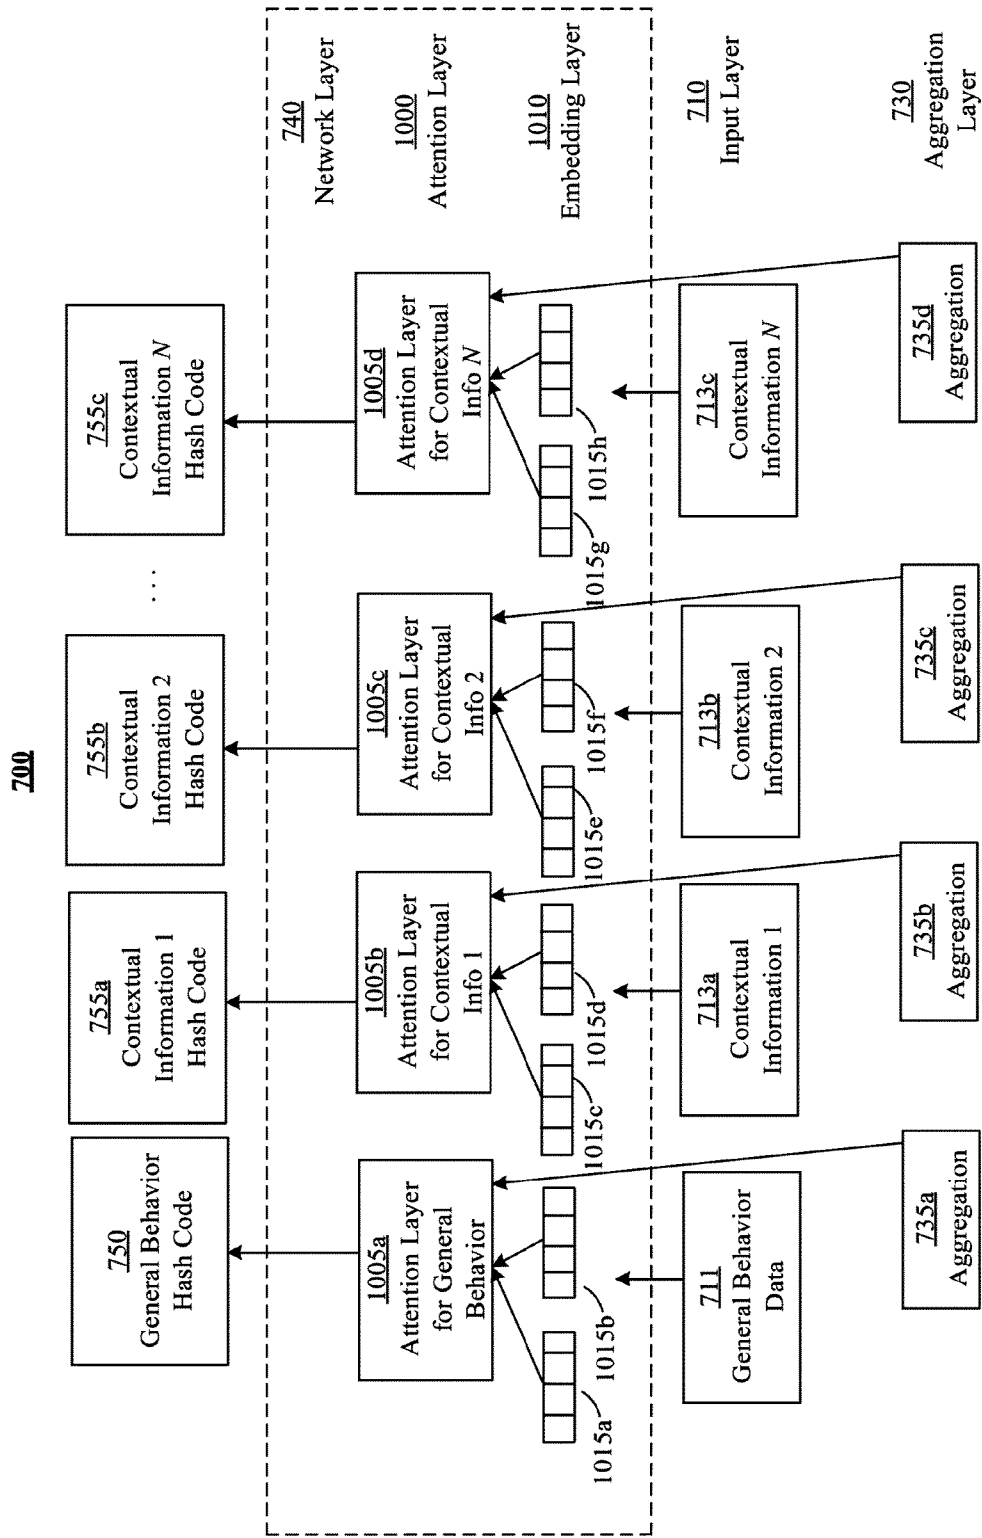 700
750
General Behavior
Hash Code
755a
Contextual
Information 1
Hash Code
755b
Contextual
Information 2
Hash Code
. . .
755c
Contextual
Information N
Hash Code
740
Network Layer
1005a
Attention Layer
for General
Behavior
1005b
Attention Layer
for Contextual
Info 1
1005c
Attention Layer
for Contextual
Info 2
1005d
Attention Layer
for Contextual
Info N
1000
Attention Layer
1015a
1015b
1015c
1015d
1015e
1015f
1015g
1015h
1010
Embedding Layer
711
General Behavior
Data
713a
Contextual
Information 1
713b
Contextual
Information 2
713c
Contextual
Information N
710
Input Layer
735a
Aggregation
735b
Aggregation
735c
Aggregation
735d
Aggregation
730
Aggregation
Layer